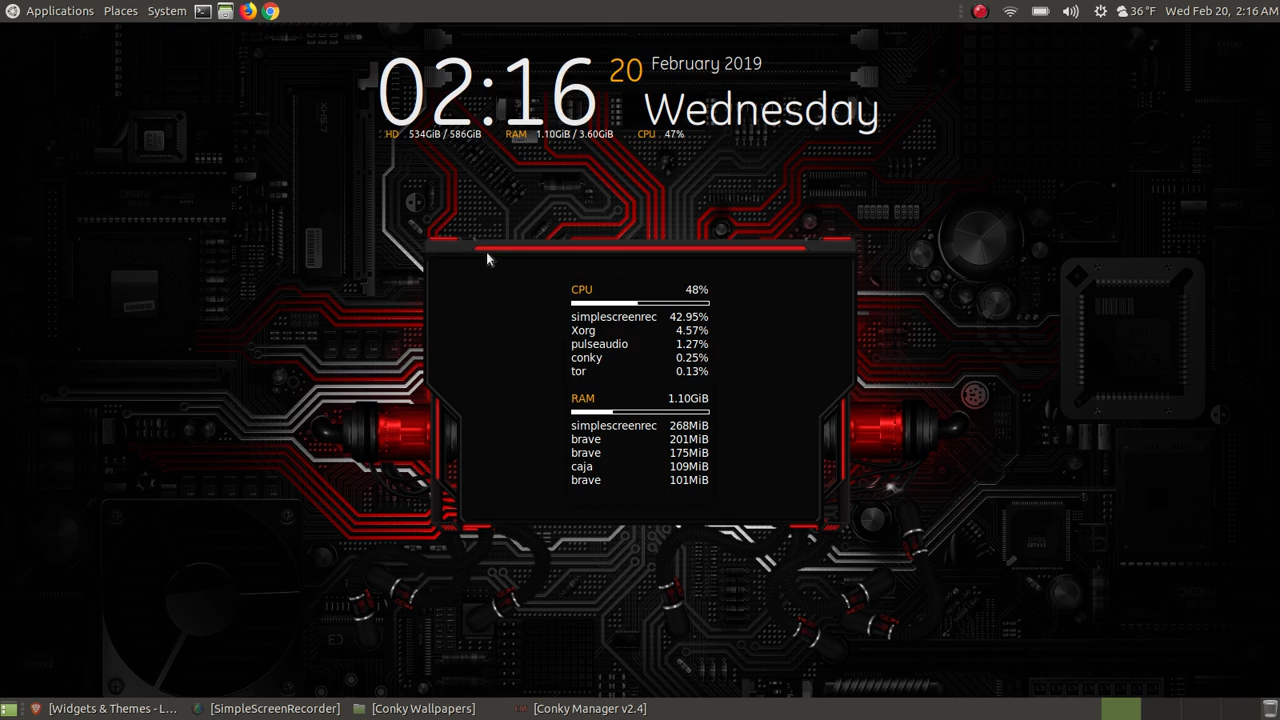 Applications Places System 36 °F Wed Feb 20, 2:16 AM
02:16 20 February 2019
Wednesday
HD 534GiB / 586GiB RAM 1.10GiB / 3.60GiB CPU 47%
CPU 48%
simplescreenrec 42.95%
Xorg 4.57%
pulseaudio 1.27%
conky 0.25%
tor 0.13%
RAM 1.10GiB
simplescreenrec 268MiB
brave 201MiB
brave 175MiB
caja 109MiB
brave 101MiB
[Widgets & Themes - L... [SimpleScreenRecorder] [Conky Wallpapers] [Conky Manager v2.4]